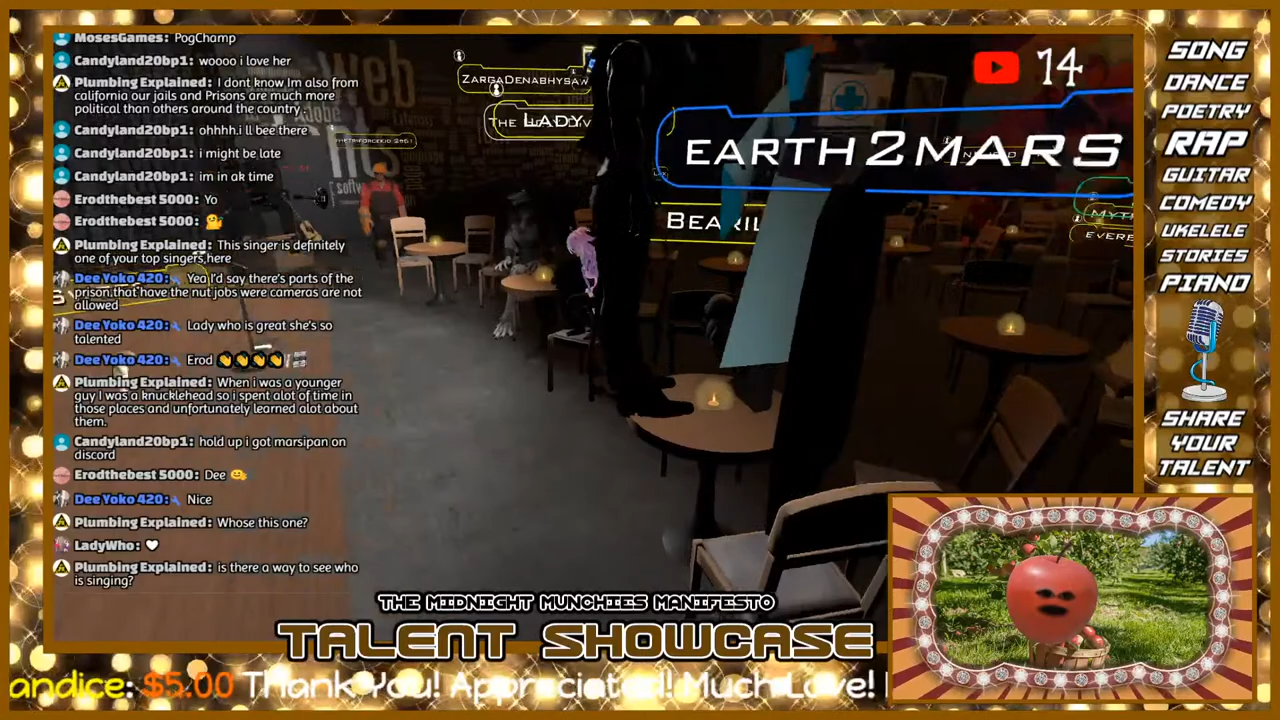 MosesGames: PogChamp
Candyland20bp1: woooo i love her
Plumbing Explained: I dont know Im also from
california our jails and Prisons are much more
political than others around the country.
Candyland20bp1: ohhhh.i ll bee there
Candyland20bp1: i might be late
Candyland20bp1: im in ak time
Erodthebest 5000: Yo
Erodthebest 5000:
Plumbing Explained: This singer is definitely
one of your top singers,here
Dee Yoko 420: Yea I'd say there's parts of the
prison that have the nut jobs were cameras are not
allowed
Dee Yoko 420: Lady who is great she's so
talented
Dee Yoko 420: Erod
Plumbing Explained: When i was a younger
guy I was a knucklehead so i spent alot of time in
those places and unfortunately learned alot about
them.
Candyland20bp1: hold up i got marsipan on
discord
Erodthebest 5000: Dee
Dee Yoko 420: Nice
Plumbing Explained: Whose this one?
LadyWho:
Plumbing Explained: is there a way to see who
is singing?
Web
softw
ZargaDenabhysaw
The Lady
14
EARTH2MARS
Bearil
SONG
DANCE
POETRY
RAP
GUITAR
COMEDY
UKELELE
STORIES
PIANO
SHARE
YOUR
TALENT
THE MIDNIGHT MUNCHIES MANIFESTO
TALENT SHOWCASE
andice: $5.00 Thank You! Appreciated! Much Love!